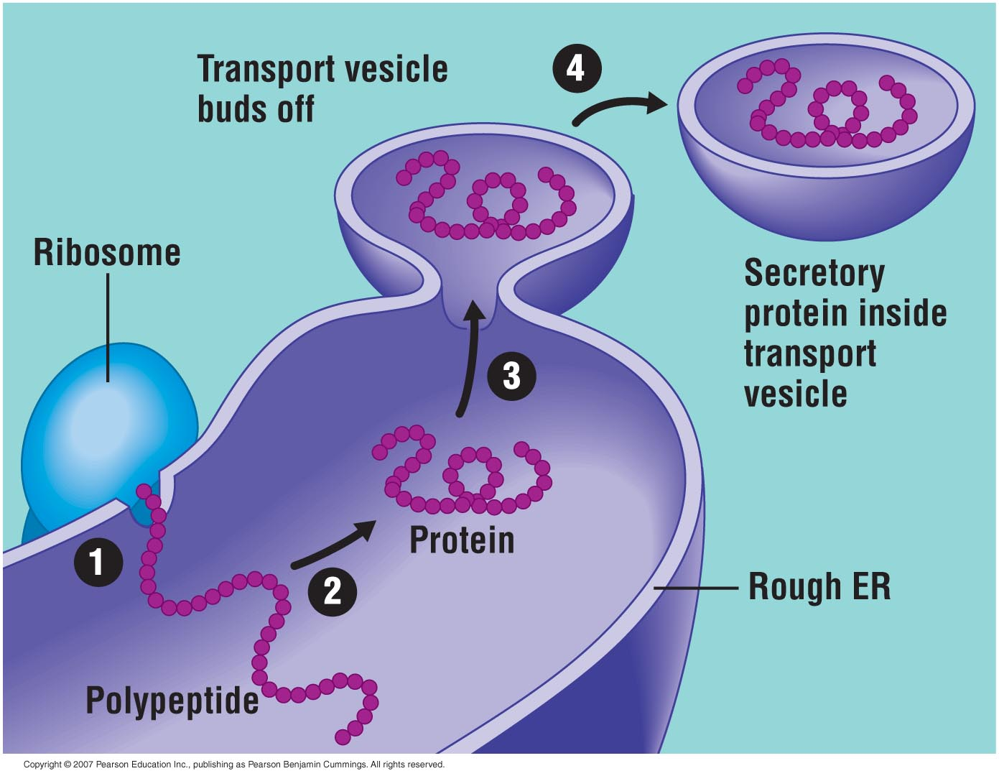 Transport vesicle
buds off
4
Ribosome
Secretory
protein inside
transport
vesicle
3
Protein
1
2
Rough ER
Polypeptide
Copyright © 2007 Pearson Education Inc., publishing as Pearson Benjamin Cummings. All rights reserved.